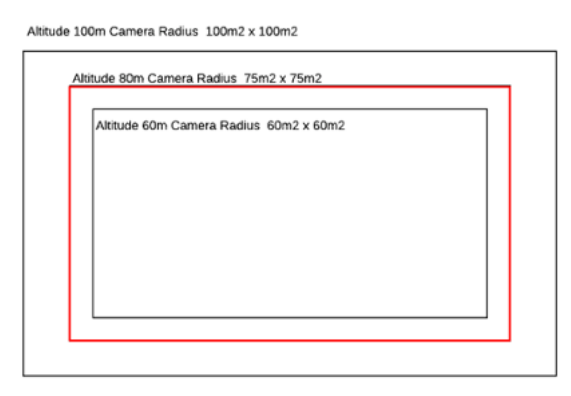 Altitude 100m Camera Radius  100m2 x 100m2
Altitude 80m Camera Radius  75m2 x 75m2
Altitude 60m Camera Radius  60m2 x 60m2